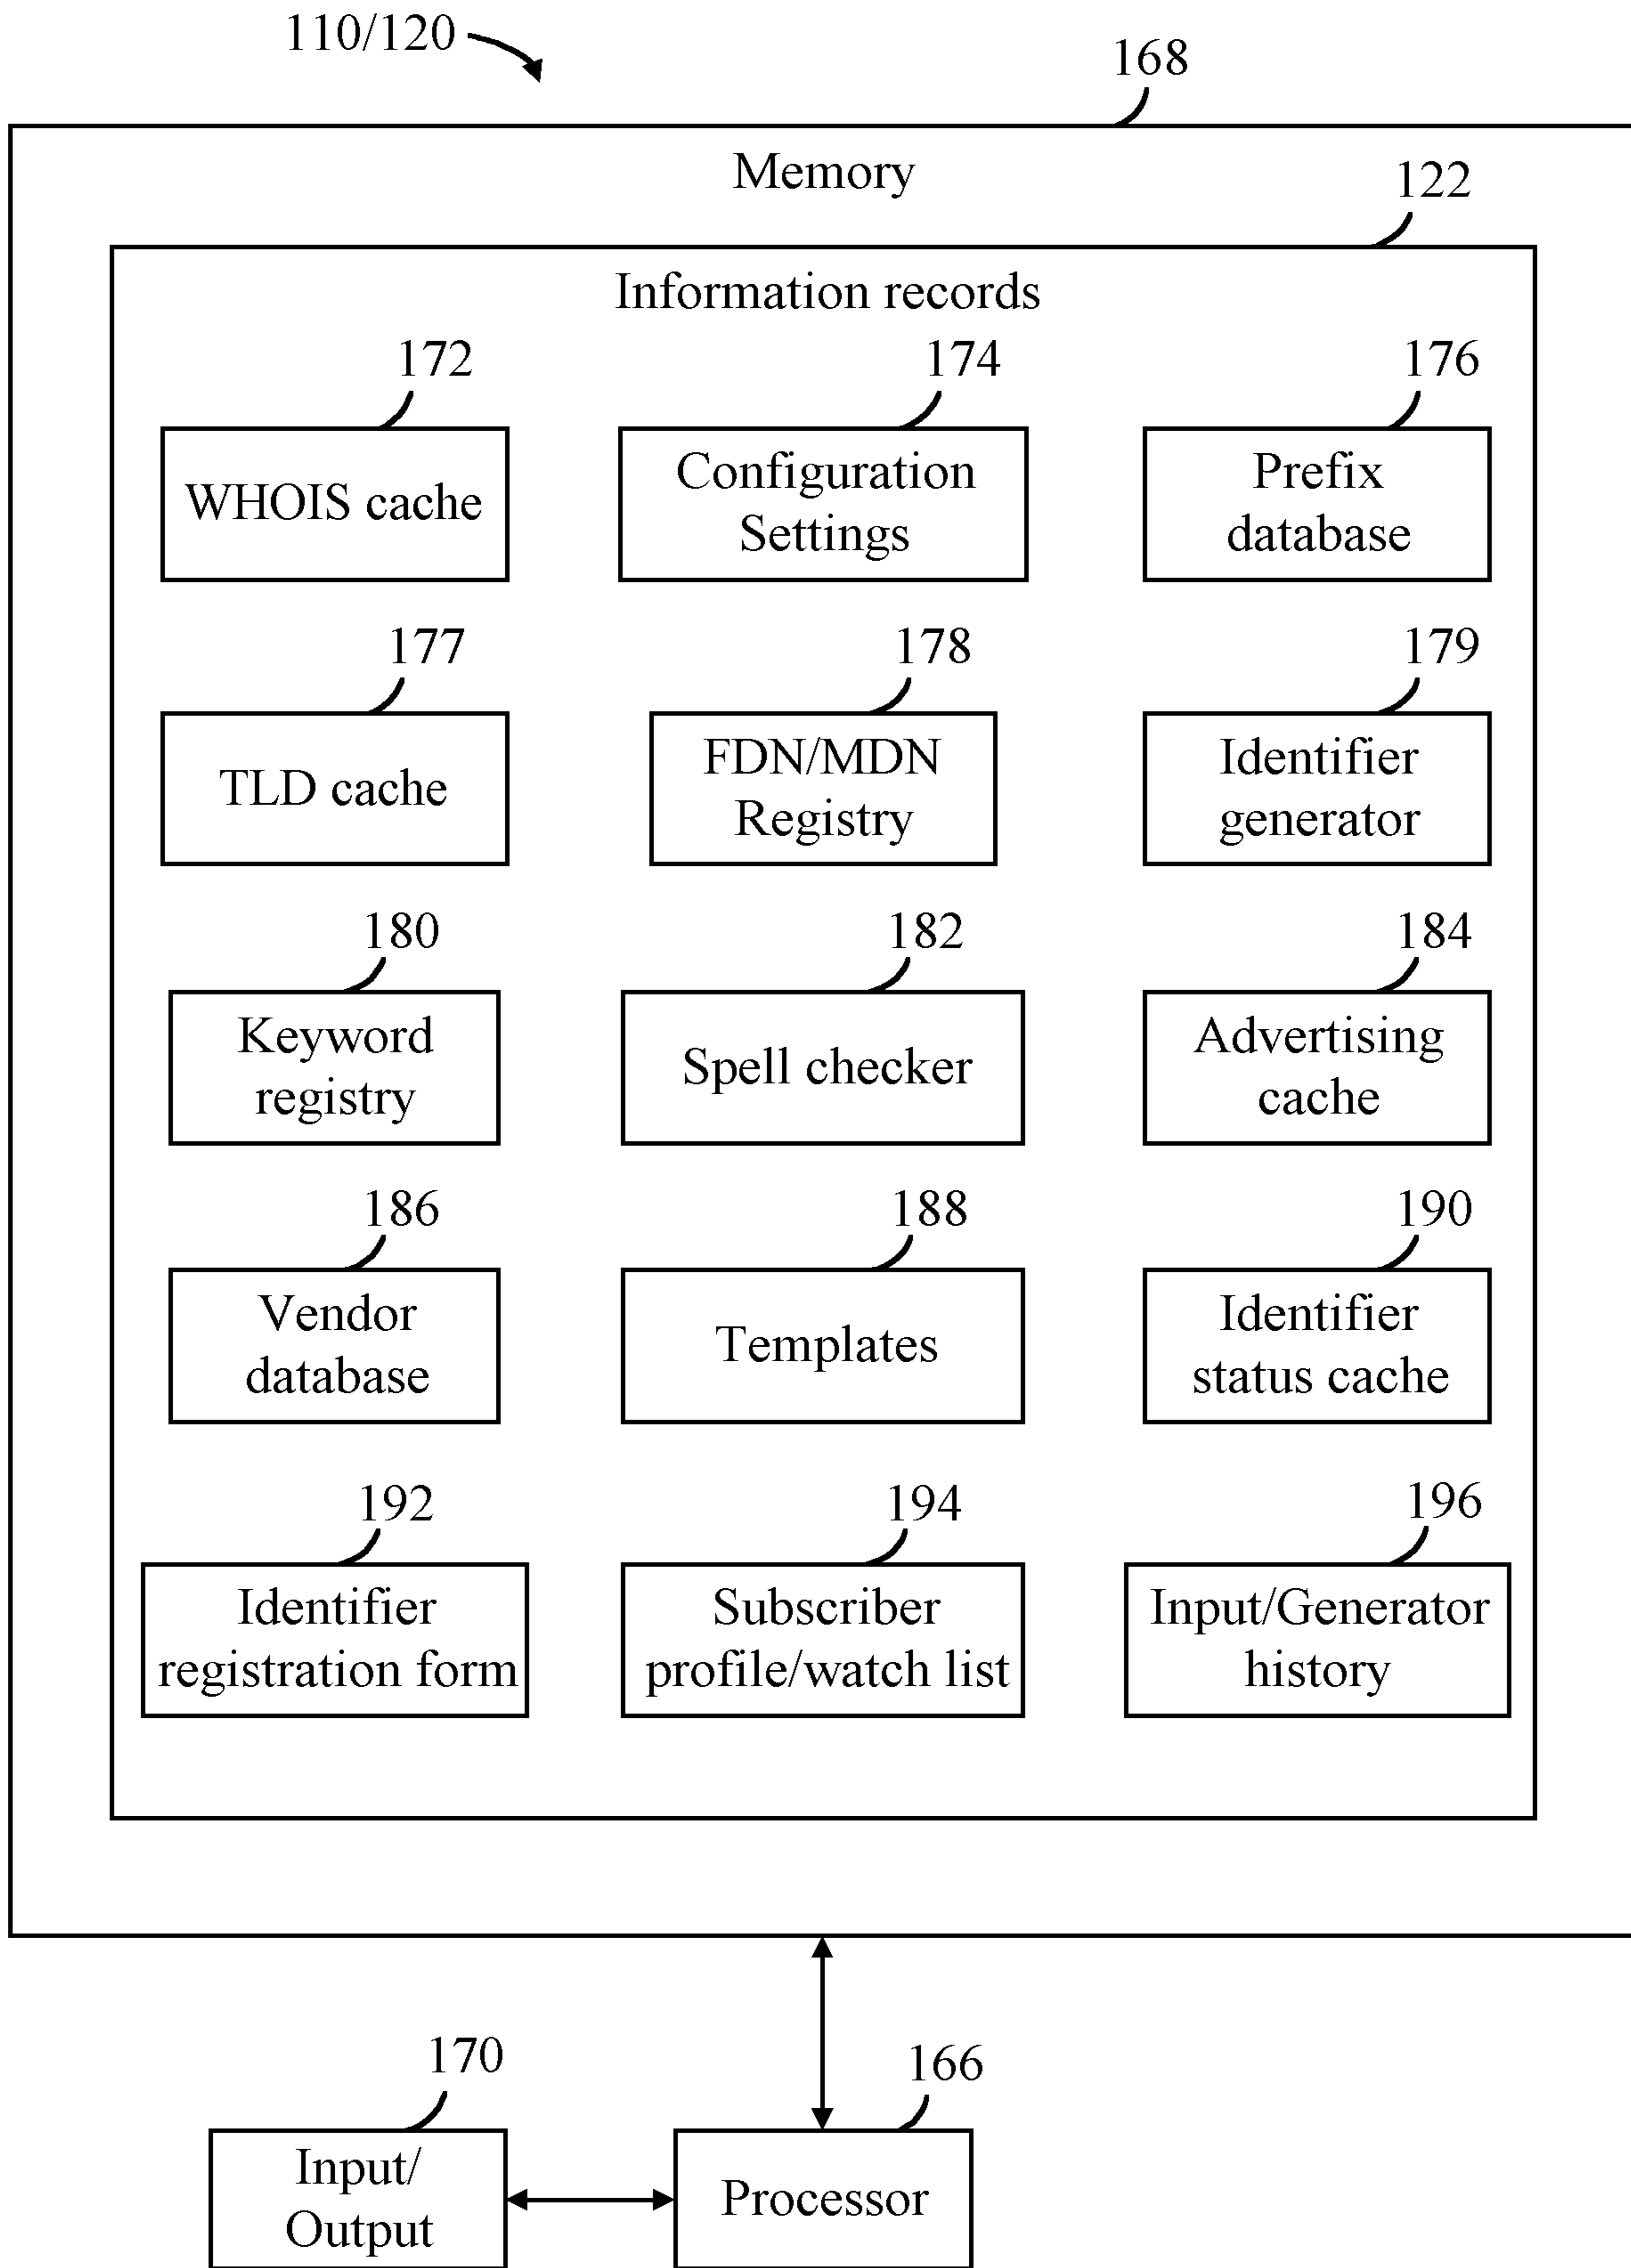 110/120
168
Memory
122
Information records
172
174
176
WHOIS cache
Configuration
Settings
Prefix
database
177
178
179
TLD cache
FDN/MDN
Registry
Identifier
generator
180
182
184
Keyword
registry
Spell checker
Advertising
cache
186
188
190
Vendor
database
Templates
Identifier
status cache
192
194
196
Identifier
registration form
Subscriber
profile/watch list
Input/Generator
history
170
166
Input/
Output
Processor